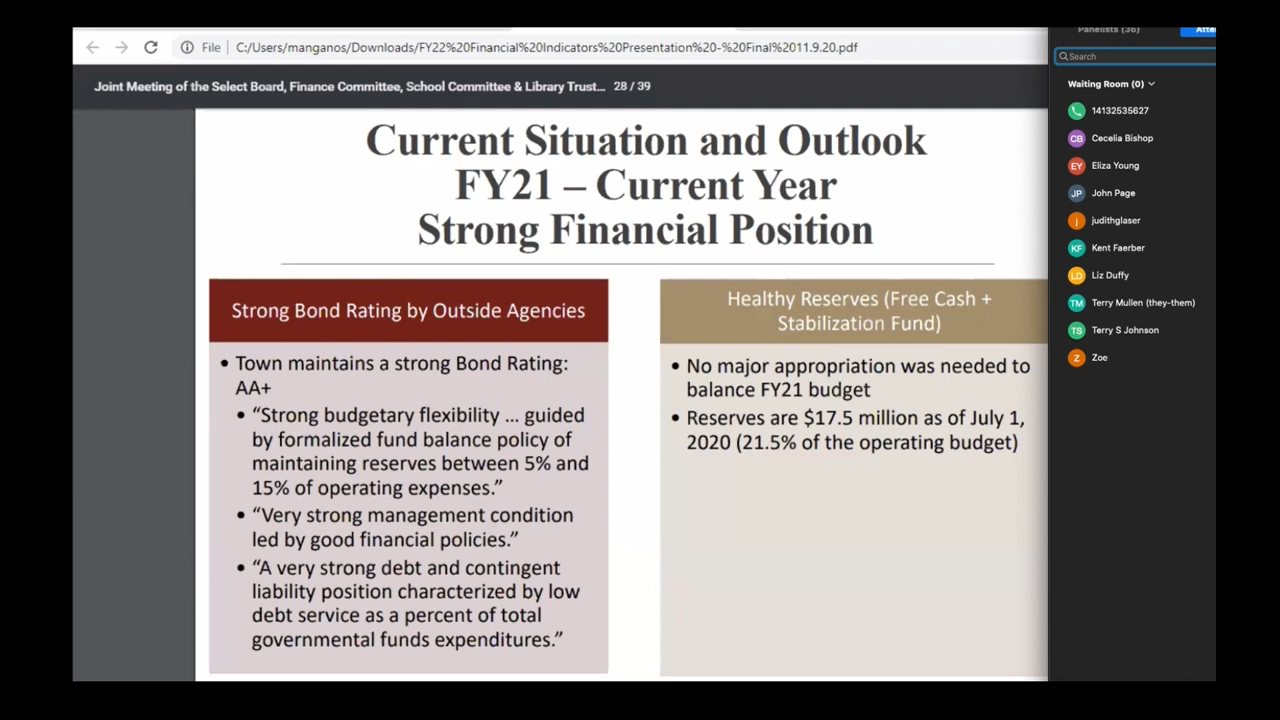 File
C:/Users/manganos/Downloads/FY22%20Financial%20Indicators%20Presentation%20-%20Final%2011.9.20.pdf
Joint Meeting of the Select Board, Finance Committee, School Committee & Library Trust... 28 / 39
Current Situation and Outlook
FY21 – Current Year
Strong Financial Position
Strong Bond Rating by Outside Agencies
• Town maintains a strong Bond Rating:
AA+
• “Strong budgetary flexibility ... guided
by formalized fund balance policy of
maintaining reserves between 5% and
15% of operating expenses.”
• “Very strong management condition
led by good financial policies.”
• “A very strong debt and contingent
liability position characterized by low
debt service as a percent of total
governmental funds expenditures.”
Healthy Reserves (Free Cash +
Stabilization Fund)
• No major appropriation was needed to
balance FY21 budget
• Reserves are $17.5 million as of July 1,
2020 (21.5% of the operating budget)
Panelists (36)
Search
Waiting Room (0)
14132535627
CB Cecelia Bishop
EY Eliza Young
JP John Page
j judithglaser
KF Kent Faerber
LD Liz Duffy
TM Terry Mullen (they-them)
TS Terry S Johnson
Z Zoe